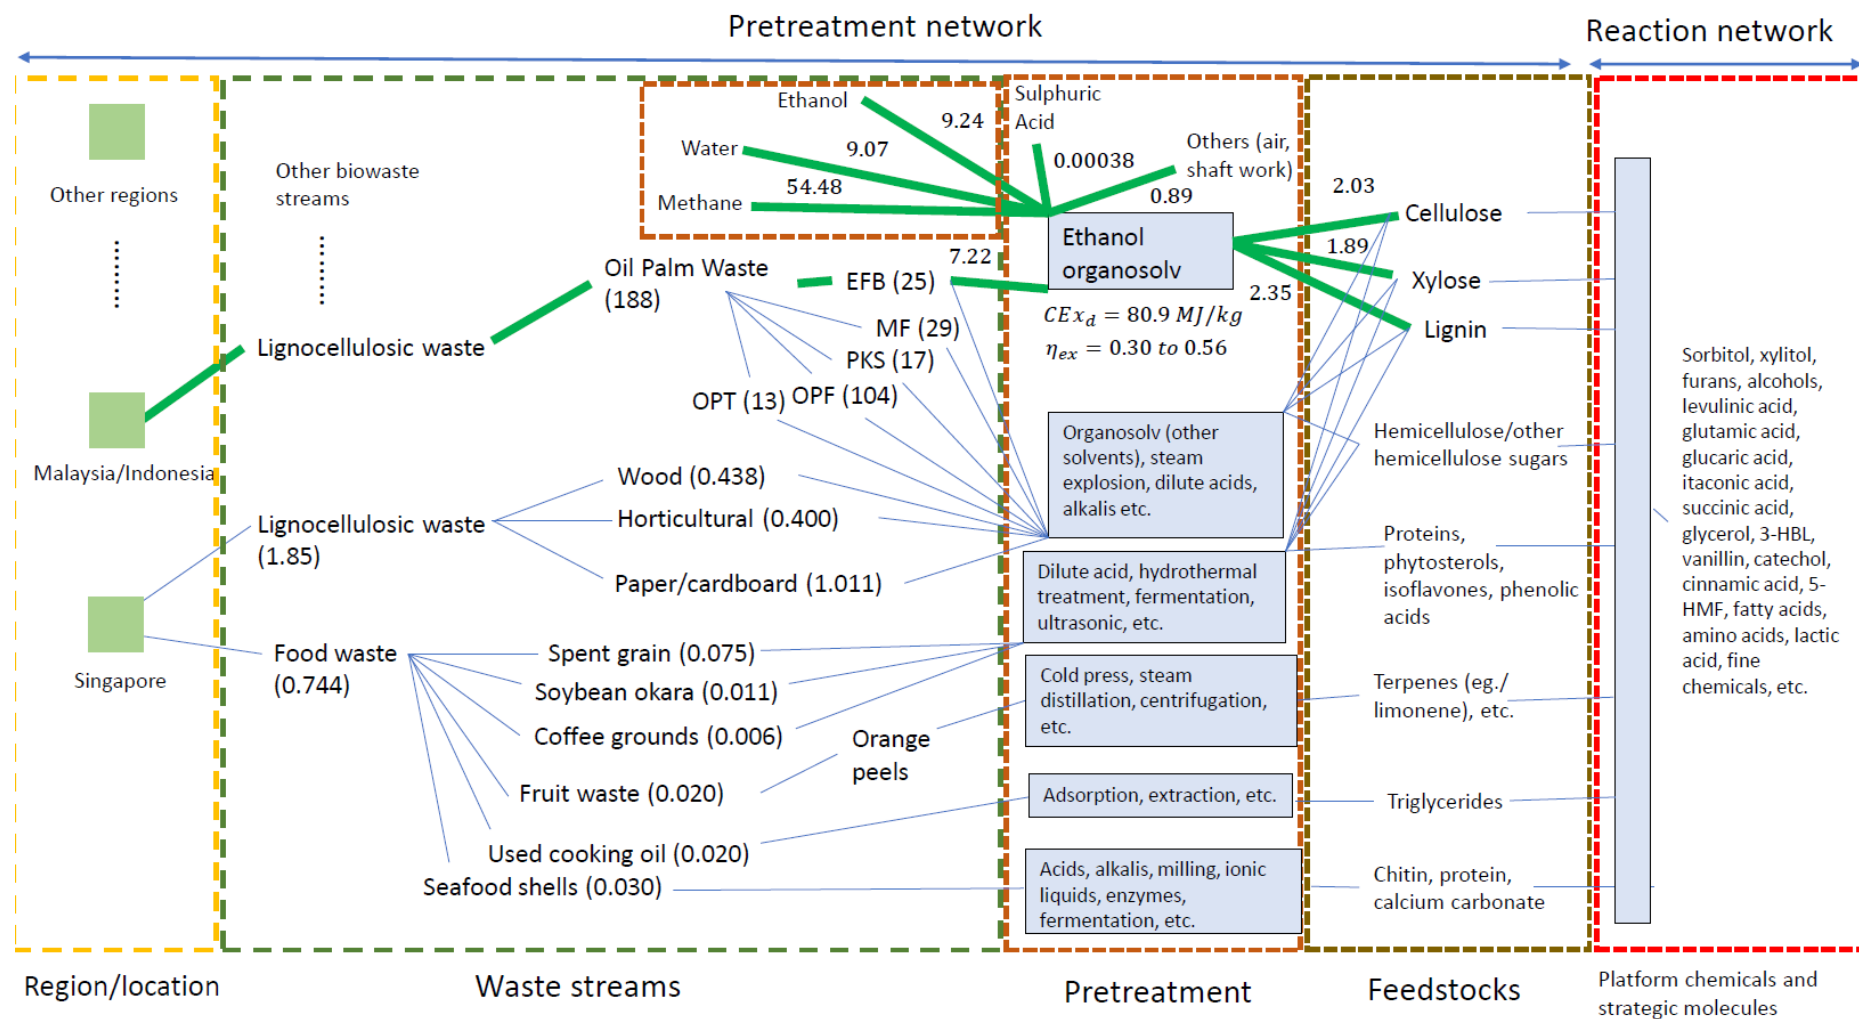 Pretreatment network
Reaction network
Other regions
Malaysia/Indonesia
Singapore
Other biowaste
streams
Lignocellulosic waste
Lignocellulosic waste
(1.85)
Food waste
(0.744)
Ethanol
Water
Methane
9.24
9.07
54.48
Oil Palm Waste
(188)
EFB (25)
7.22
MF (29)
PKS (17)
OPT (13)
OPF (104)
Wood (0.438)
Horticultural (0.400)
Paper/cardboard (1.011)
Spent grain (0.075)
Soybean okara (0.011)
Coffee grounds (0.006)
Orange
peels
Fruit waste (0.020)
Used cooking oil (0.020)
Seafood shells (0.030)
Sulphuric
Acid
0.00038
Others (air,
shaft work)
0.89
Ethanol
organosolv
CEx_d = 80.9 MJ/kg
η_ex = 0.30 to 0.56
Organosolv (other
solvents), steam
explosion, dilute acids,
alkalis etc.
Dilute acid, hydrothermal
treatment, fermentation,
ultrasonic, etc.
Cold press, steam
distillation, centrifugation,
etc.
Adsorption, extraction, etc.
Acids, alkalis, milling, ionic
liquids, enzymes,
fermentation, etc.
2.03
1.89
2.35
Cellulose
Xylose
Lignin
Hemicellulose/other
hemicellulose sugars
Proteins,
phytosterols,
isoflavones, phenolic
acids
Terpenes (eg./
limonene), etc.
Triglycerides
Chitin, protein,
calcium carbonate
Sorbitol, xylitol,
furans, alcohols,
levulinic acid,
glutamic acid,
glucaric acid,
itaconic acid,
succinic acid,
glycerol, 3-HBL,
vanillin, catechol,
cinnamic acid, 5-
HMF, fatty acids,
amino acids, lactic
acid, fine
chemicals, etc.
Region/location
Waste streams
Pretreatment
Feedstocks
Platform chemicals and
strategic molecules